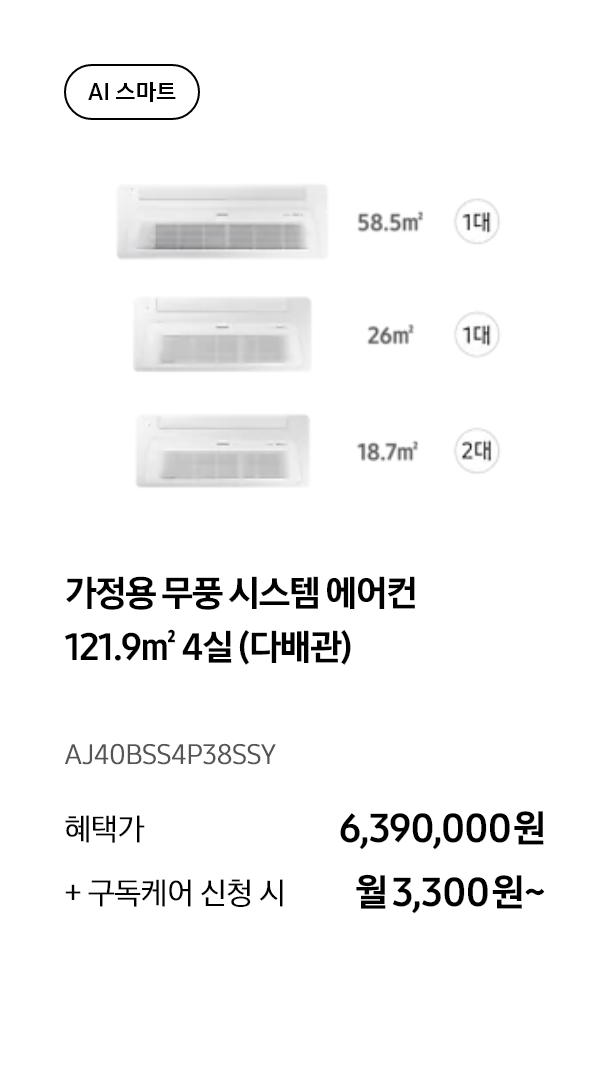 AI 스마트
58.5㎡ 1대
26㎡ 1대
18.7㎡ 2대
가정용 무풍 시스템 에어컨
121.9㎡ 4실 (다배관)
AJ40BSS4P38SSY
혜택가 6,390,000원
+ 구독케어 신청 시 월 3,300원~